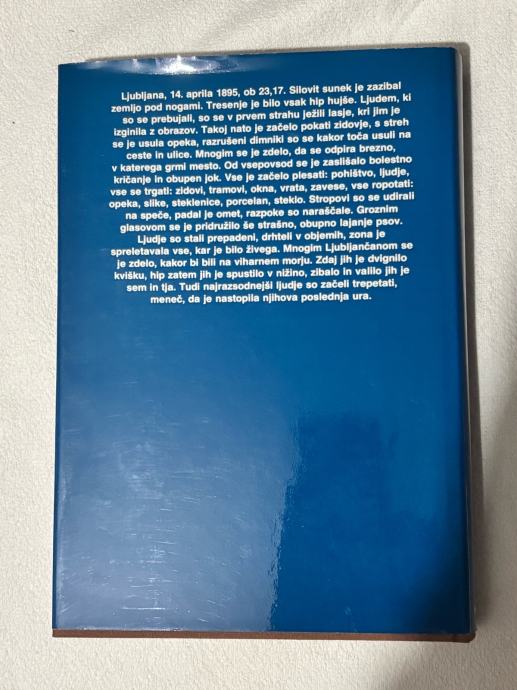 Ljubljana, 14. aprila 1895, ob 23,17. Silovit sunek je zazibal
zemljo pod nogami. Tresenje je bilo vsak hip hujše. Ljudem, ki
so se prebujali, so se v prvem strahu ježili lasje, kri jim je
izginila z obrazov. Takoj nato je začelo pokati zidovje, s streh
se je usula opeka, razrušeni dimniki so se kakor toča usuli na
ceste in ulice. Mnogim se je zdelo, da se odpira brezno,
v katerega grmi mesto. Od vsepovsod se je zaslišalo bolestno
kričanje in obupen jok. Vse je začelo plesati: pohištvo, ljudje,
vse se trgati: zidovi, tramovi, okna, vrata, zavese, vse ropotati:
opeka, slike, steklenice, porcelan, steklo. Stropovi so se udirali
na speče, padal je omet, razpoke so naraščale. Groznim
glasovom se je pridružilo še strašno, obupno lajanje psov.
Ljudje so stali prepadeni, drhteli v objemih, zona je
spreletavala vse, kar je bilo živega. Mnogim Ljubljančanom se
je zdelo, kakor bi bili na viharnem morju. Zdaj jih je dvignilo
kvišku, hip zatem jih je spustilo v nižino, zibalo in valilo jih je
sem in tja. Tudi najrazsodnejši ljudje so začeli trepetati,
meneč, da je nastopila njihova poslednja ura.